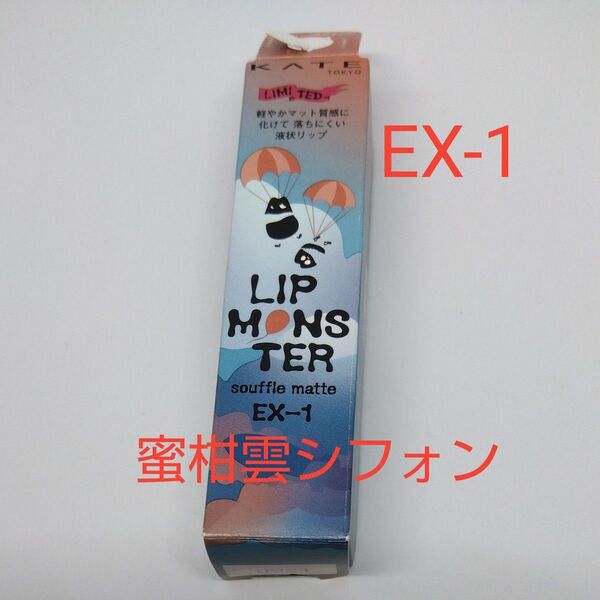 KATE
TOKYO
LIMITED
軽やかマット質感に
化けて 落ちにくい
液状リップ
EX-1
LIP
MONS
TER
souffle matte
EX-1
蜜柑雲シフォン